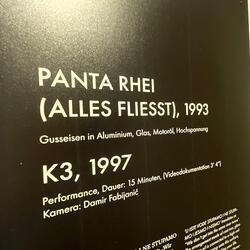 PANTA RHEI
(ALLES FLIESST), 1993
Gusseisen in Aluminium, Glas, Motoröl, Hochspannung
K3, 1997
Performance, Dauer: 15 Minuten, (Videodokumentation 3' 4")
Kamera: Damir Fabijanić